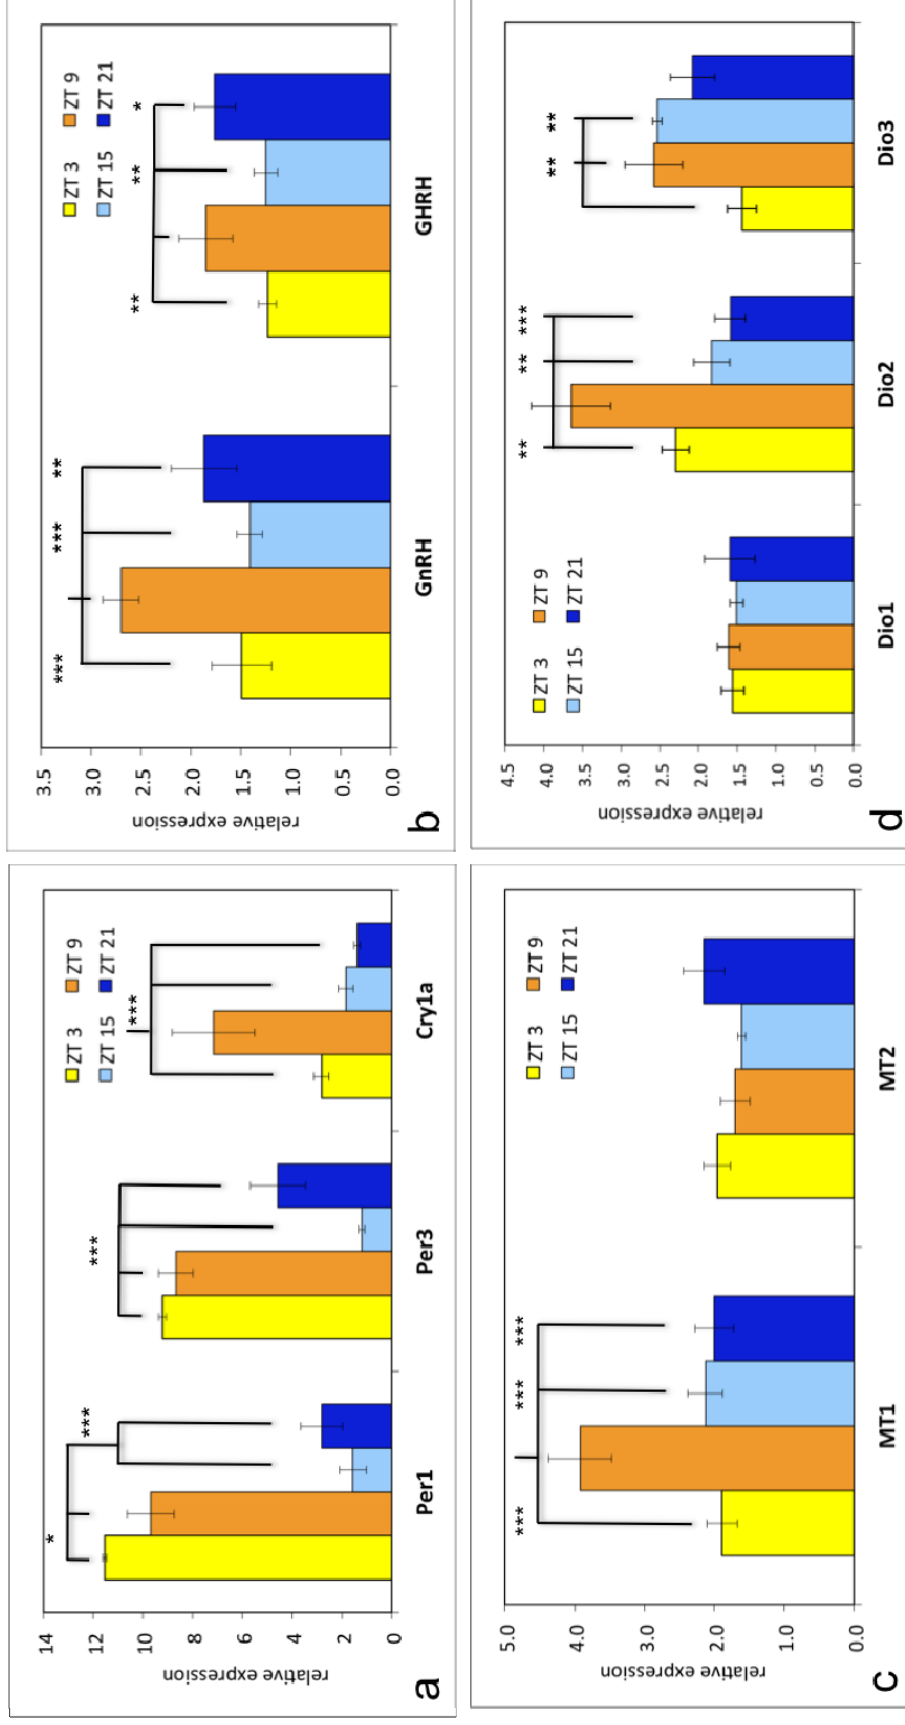 ZT 3 ZT 9
ZT 15 ZT 21
14
12
10
8
6
4
2
0
relative expression
*
***
***
***
Per1 Per3 Cry1a
a
ZT 3 ZT 9
ZT 15 ZT 21
3.5
3.0
2.5
2.0
1.5
1.0
0.5
0.0
relative expression
*** *** **
** ** *
GnRH GHRH
b
ZT 3 ZT 9
ZT 15 ZT 21
5.0
4.0
3.0
2.0
1.0
0.0
relative expression
*** *** ***
MT1 MT2
c
ZT 3 ZT 9
ZT 15 ZT 21
4.5
4.0
3.5
3.0
2.5
2.0
1.5
1.0
0.5
0.0
relative expression
** ** ***
** **
Dio1 Dio2 Dio3
d